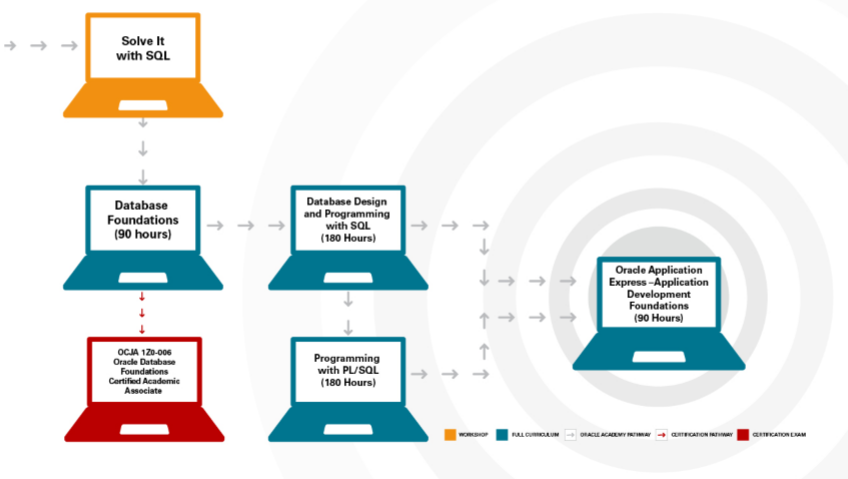 Solve It
with SQL
Database
Foundations
(90 hours)
Database Design
and Programming
with SQL
(180 Hours)
Oracle Application
Express –Application
Development
Foundations
(90 Hours)
OCJA 1Z0-006
Oracle Database
Foundations
Certified Academic
Associate
Programming
with PL/SQL
(180 Hours)
WORKSHOP
FULL CURRICULUM
ORACLE ACADEMY PATHWAY
CERTIFICATION PATHWAY
CERTIFICATION EXAM